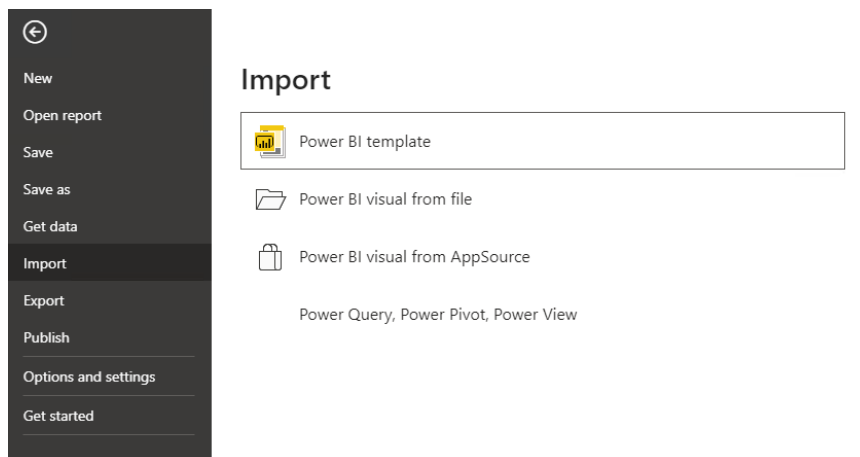 New
Open report
Save
Save as
Get data
Import
Export
Publish
Options and settings
Get started
Import
Power BI template
Power BI visual from file
Power BI visual from AppSource
Power Query, Power Pivot, Power View